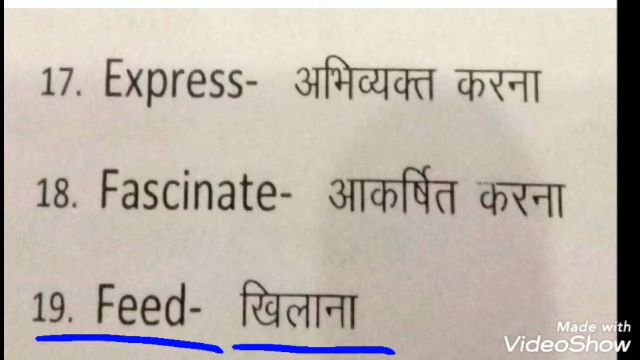 17. Express- अभिव्यक्त करना
18. Fascinate- आकर्षित करना
19. Feed- खिलाना
Made with
VideoShow